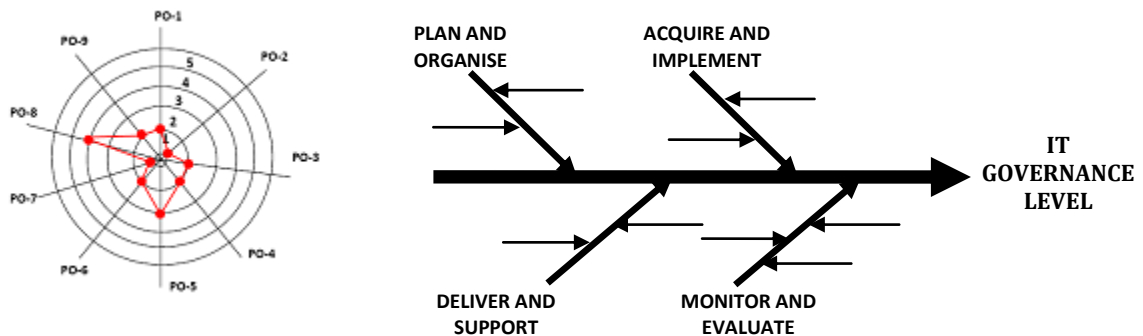 PO-1
PO-9
PO-2
5
4
3
PO-8
2
1
PO-3
PO-7
PO-6
PO-4
PO-5
PLAN AND
ORGANISE
ACQUIRE AND
IMPLEMENT
IT
GOVERNANCE
LEVEL
DELIVER AND
SUPPORT
MONITOR AND
EVALUATE